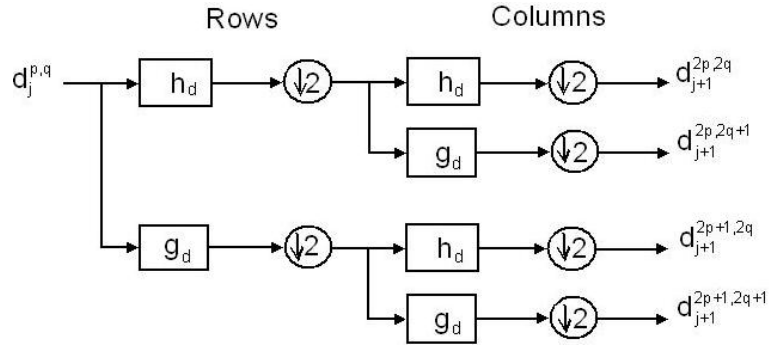 Rows Columns
d_j^{p,q} h_d ↓2 h_d ↓2 d_{j+1}^{2p,2q}
g_d ↓2 d_{j+1}^{2p,2q+1}
g_d ↓2 h_d ↓2 d_{j+1}^{2p+1,2q}
g_d ↓2 d_{j+1}^{2p+1,2q+1}